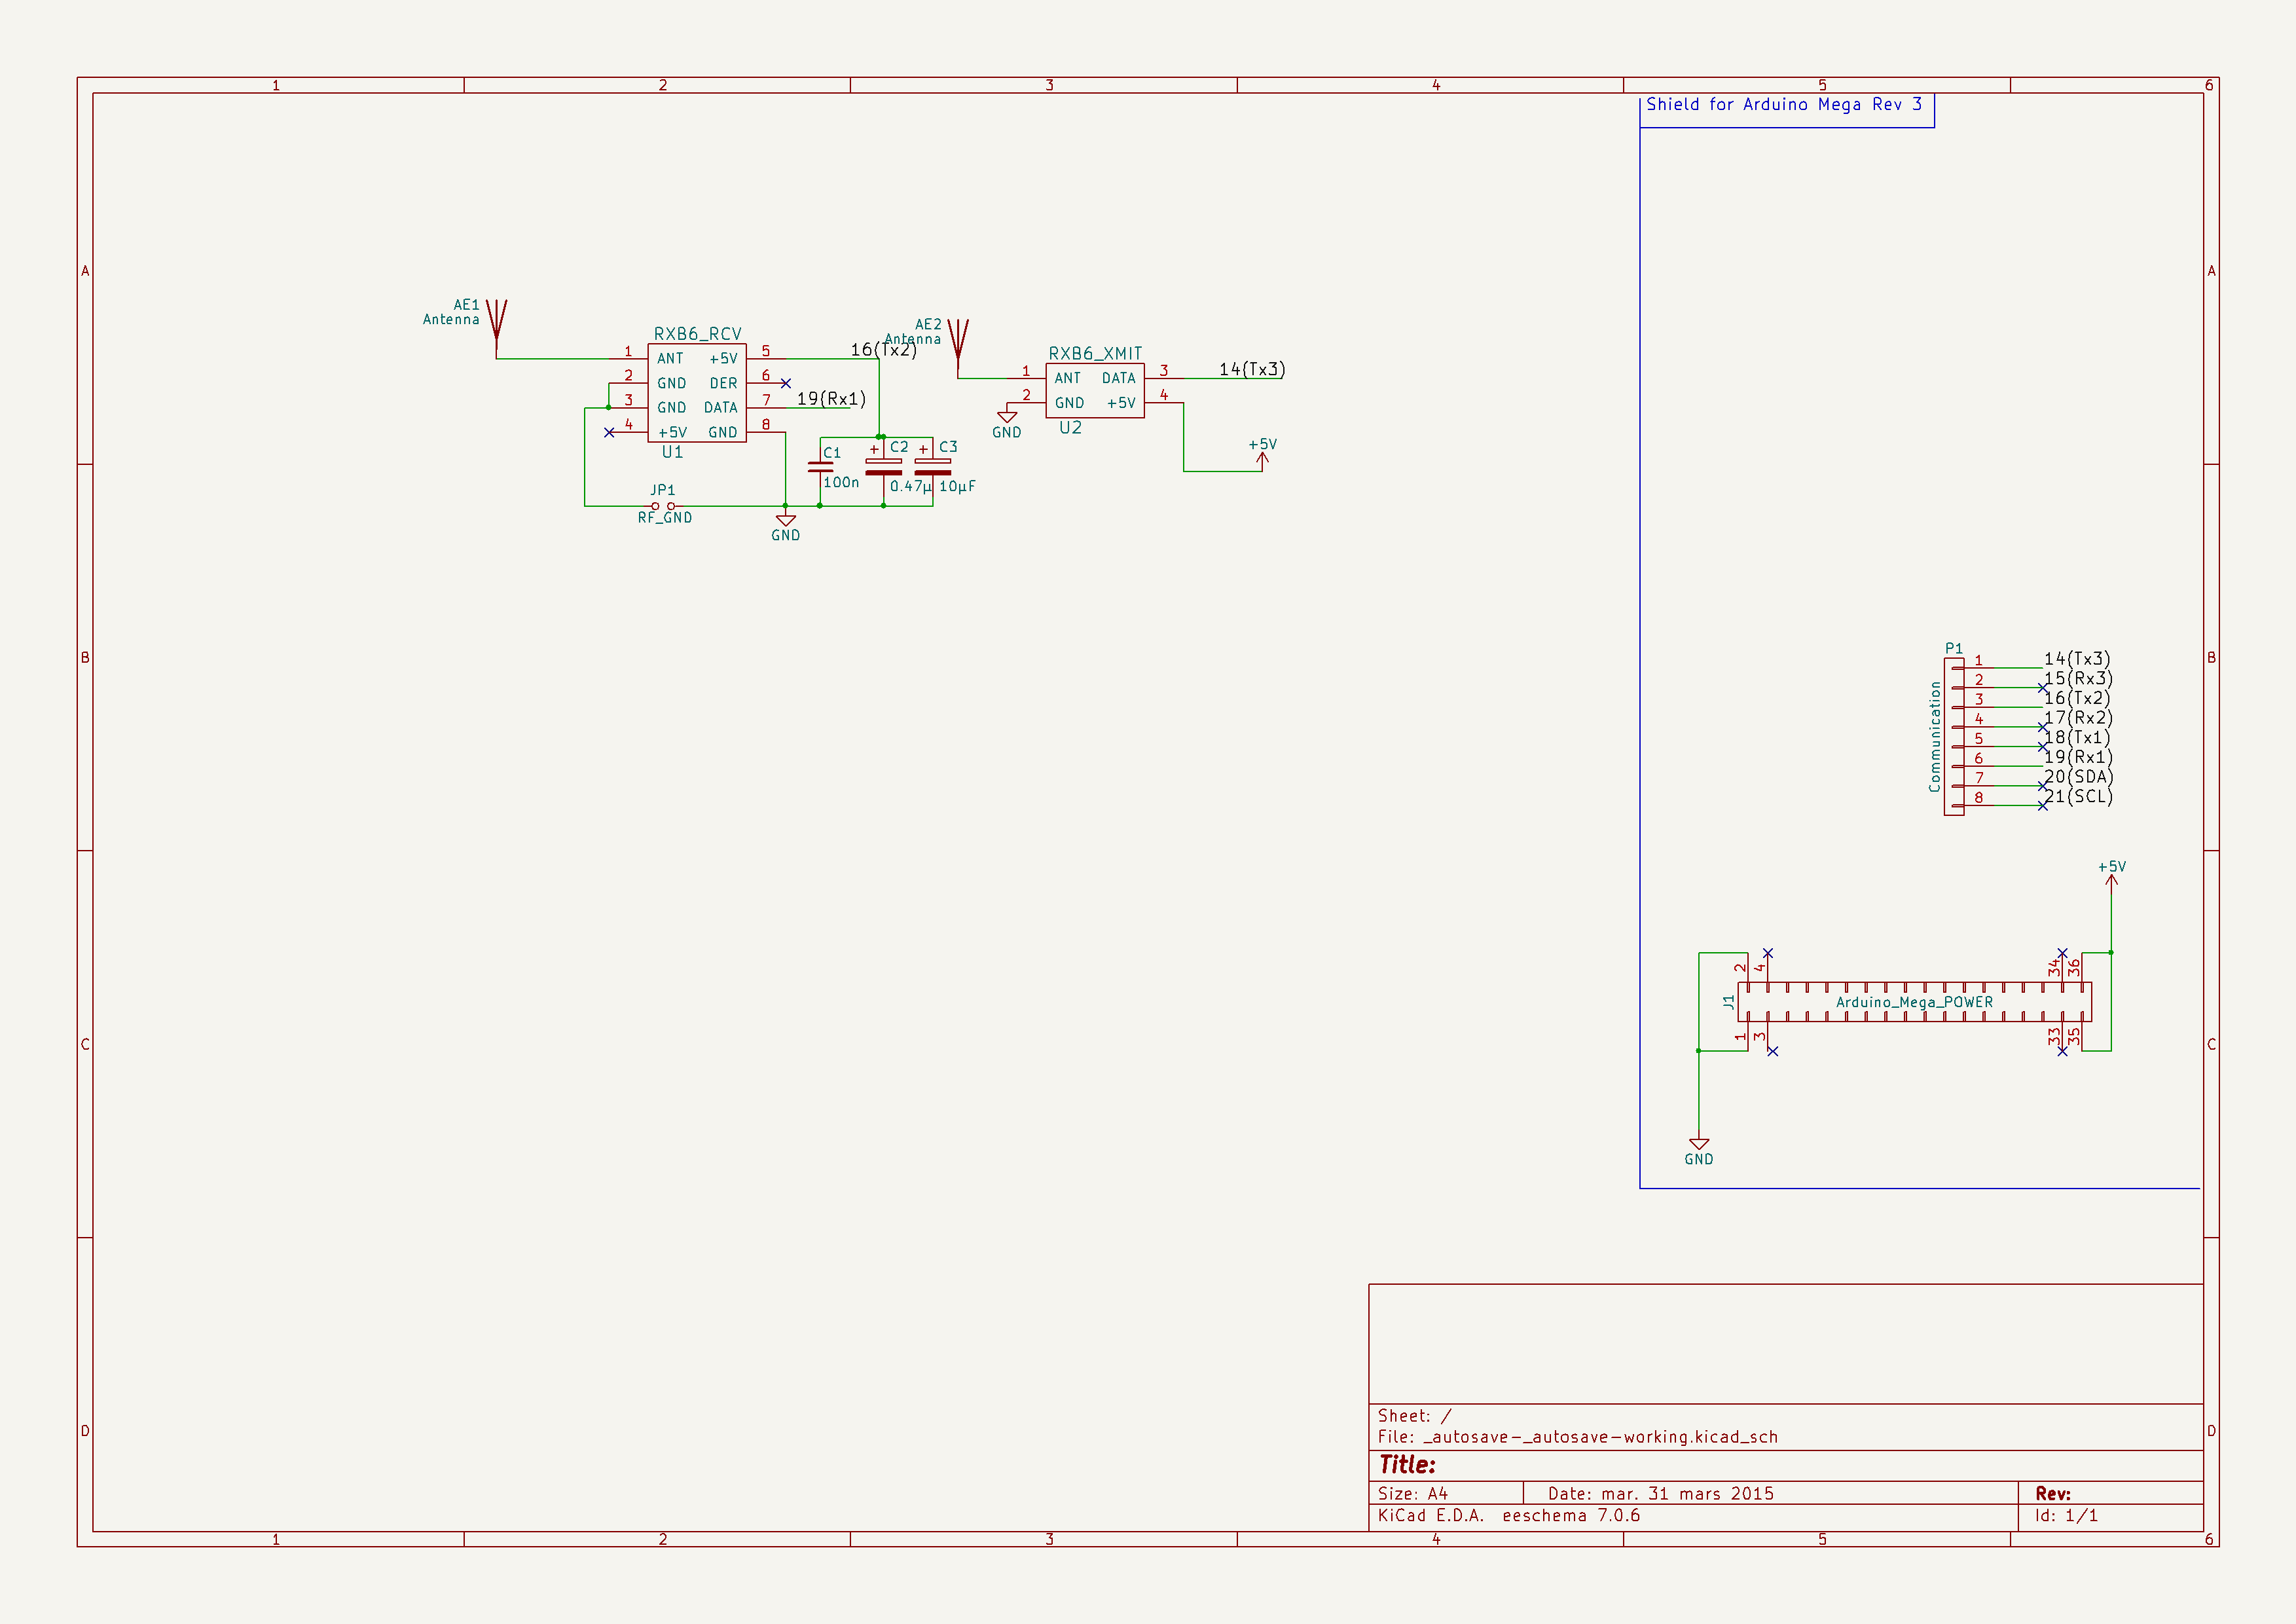 1 2 3 4 5 6
Shield for Arduino Mega Rev 3
A A
AE1
Antenna
RXB6_RCV
1 ANT +5V 5
2 GND DER 6
3 GND DATA 7
4 +5V GND 8
U1
16(Tx2)
19(Rx1)
AE2
Antenna
RXB6_XMIT
1 ANT DATA 3
2 GND +5V 4
U2
14(Tx3)
GND
+5V
C1
100n
+ C2
0.47µ
+ C3
10µF
JP1
RF_GND
GND
B B
P1
Communication
1 14(Tx3)
2 15(Rx3)
3 16(Tx2)
4 17(Rx2)
5 18(Tx1)
6 19(Rx1)
7 20(SDA)
8 21(SCL)
+5V
2 4 34 36
J1
Arduino_Mega_POWER
1 3 33 35
C C
GND
D D
Sheet: /
File: _autosave-_autosave-working.kicad_sch
Title:
Size: A4 Date: mar. 31 mars 2015 Rev:
KiCad E.D.A. eeschema 7.0.6 Id: 1/1
1 2 3 4 5 6